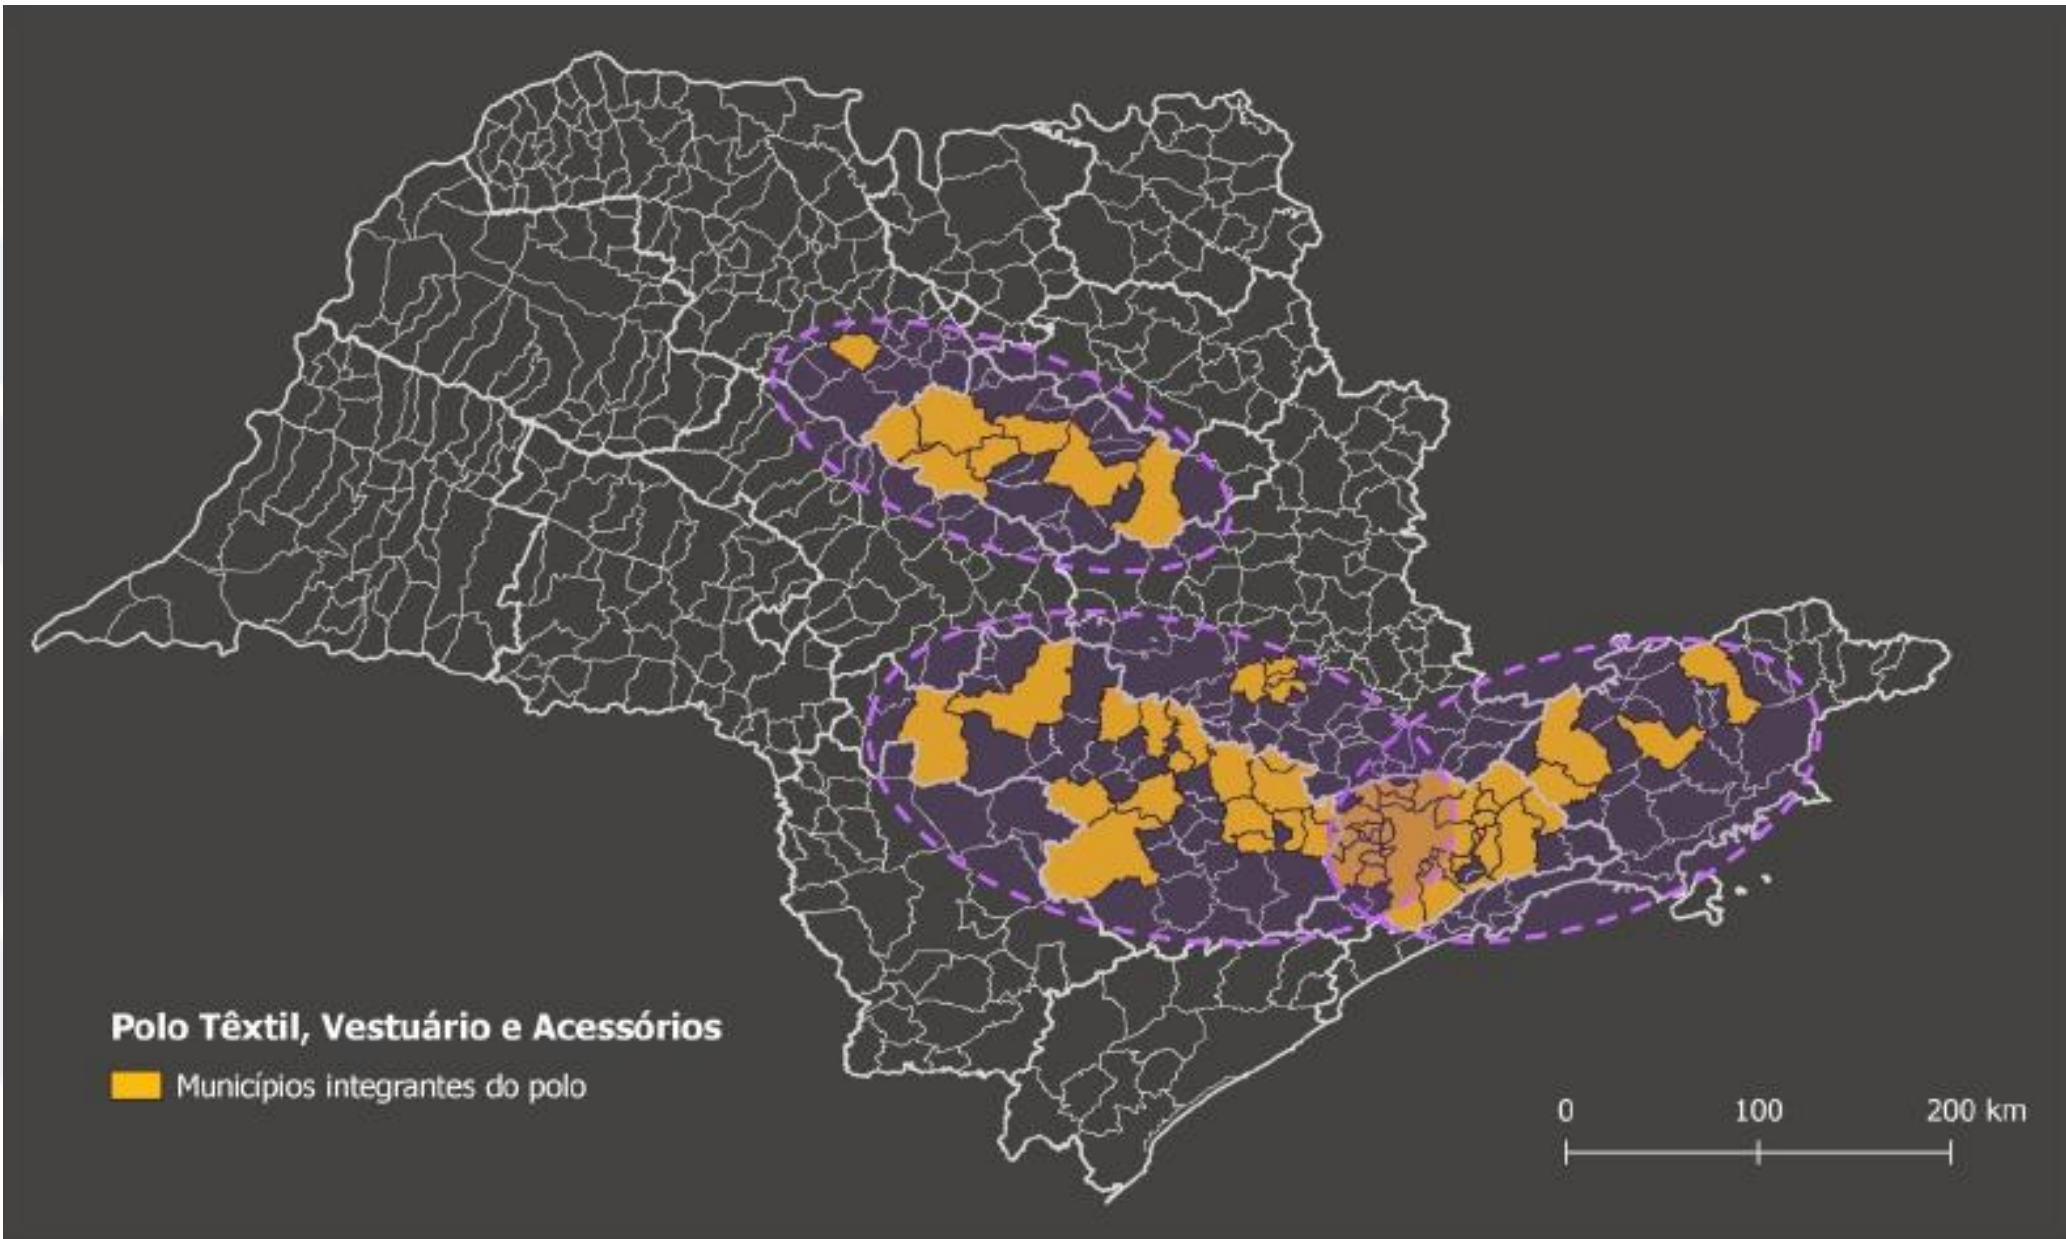 Polo Têxtil, Vestuário e Acessórios
Municípios integrantes do polo
0 100 200 km